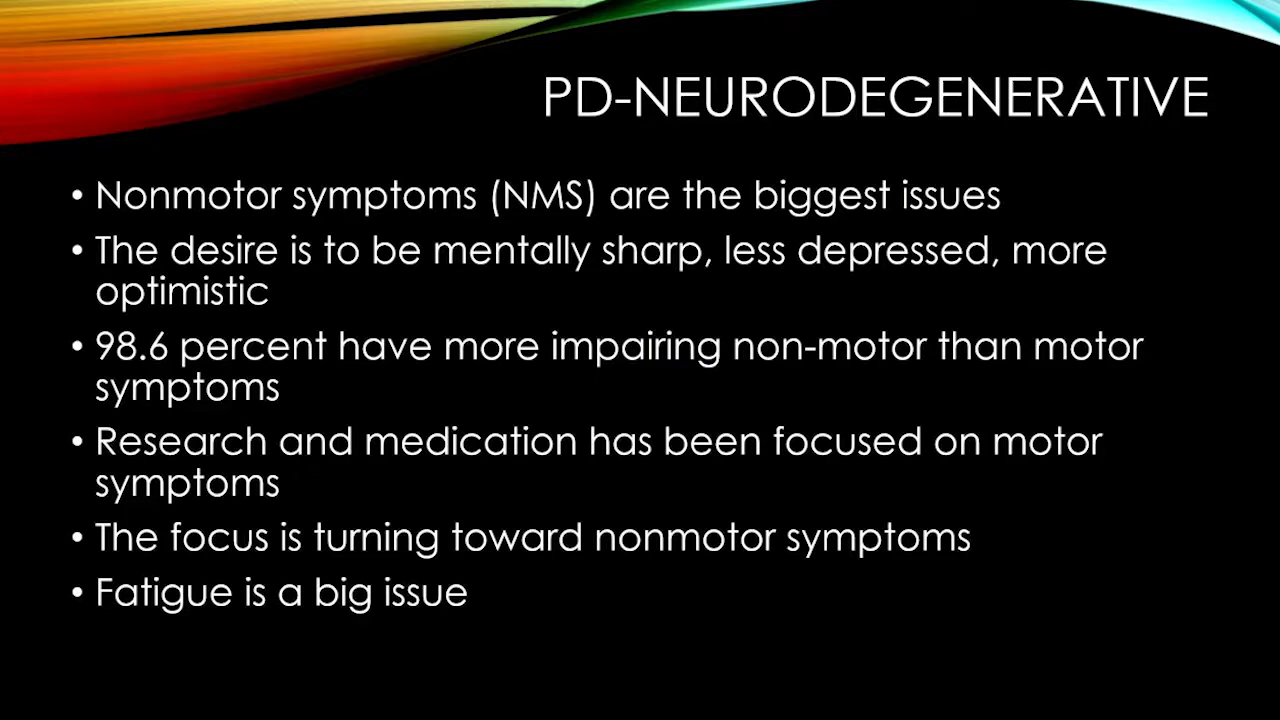 PD-NEURODEGENERATIVE
• Nonmotor symptoms (NMS) are the biggest issues
• The desire is to be mentally sharp, less depressed, more
optimistic
• 98.6 percent have more impairing non-motor than motor
symptoms
• Research and medication has been focused on motor
symptoms
• The focus is turning toward nonmotor symptoms
• Fatigue is a big issue